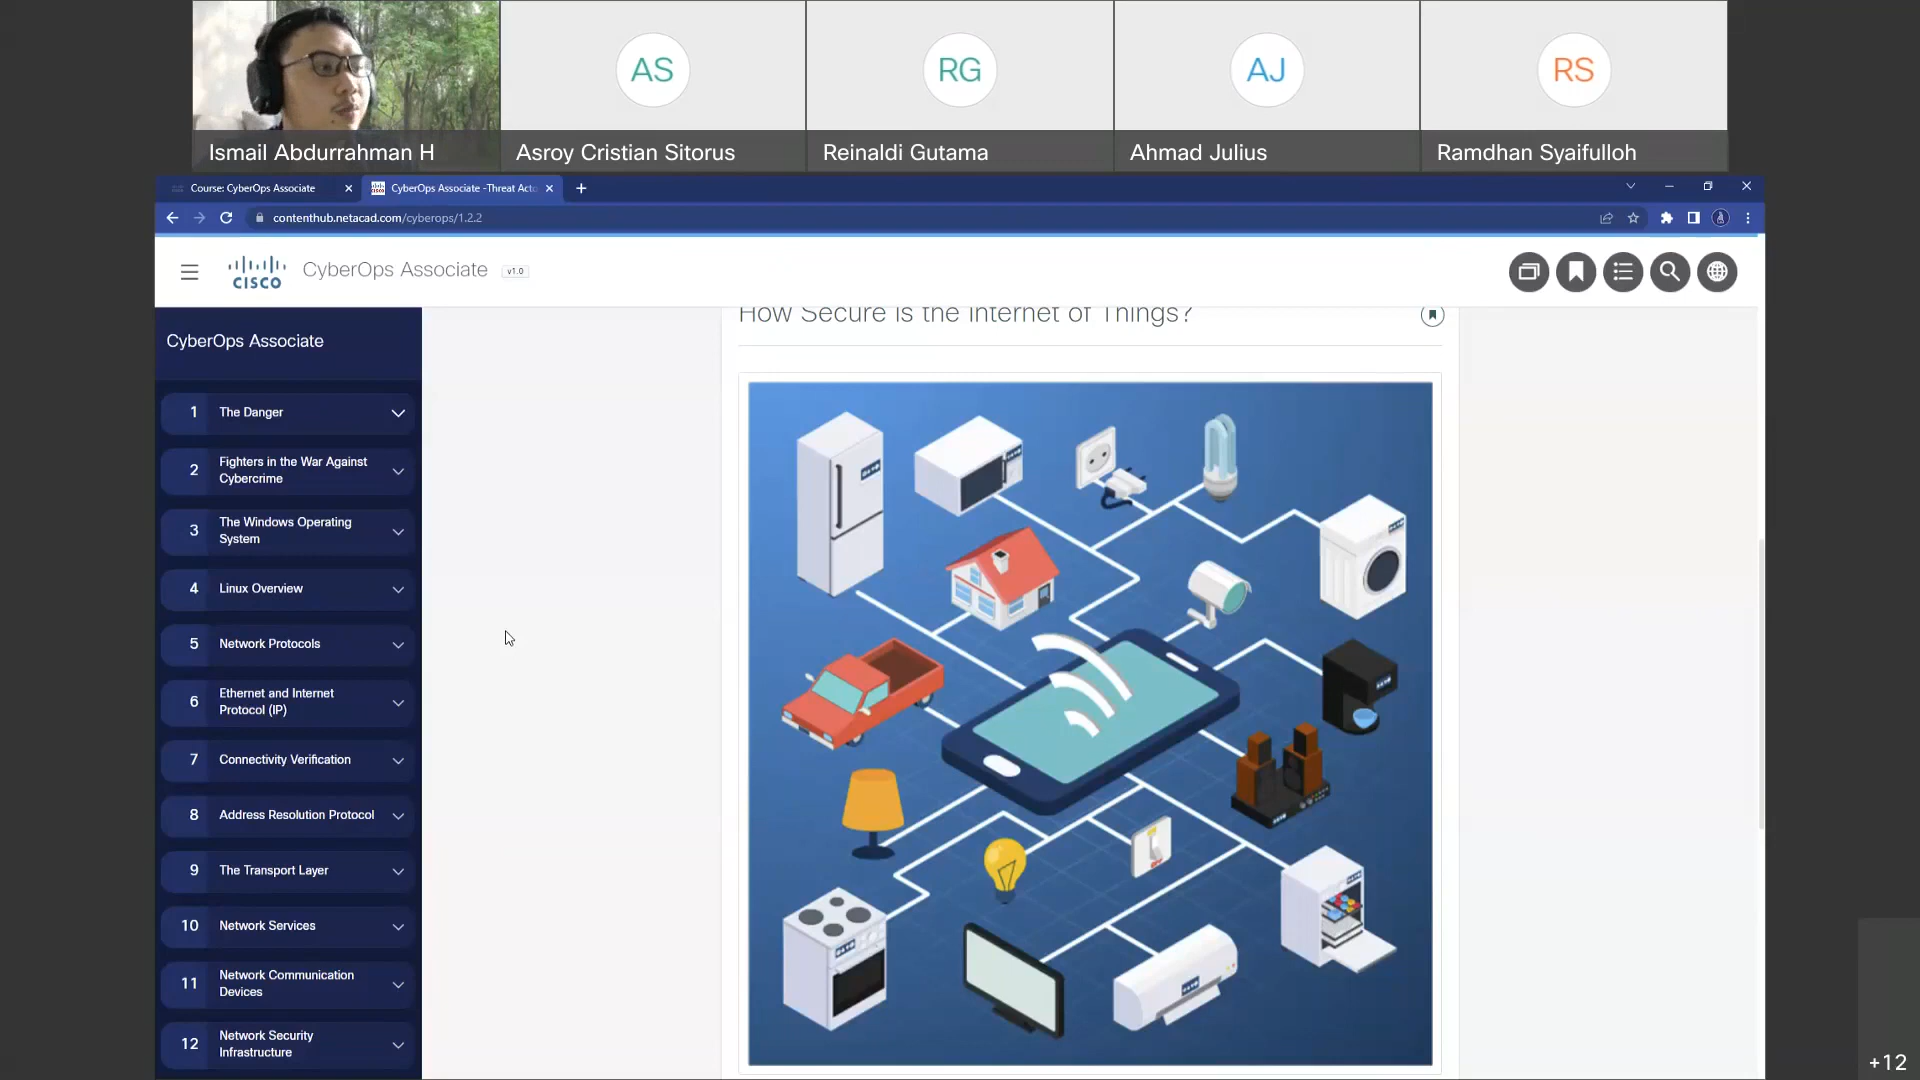 AS
RG
AJ
RS
Ismail Abdurrahman H
Asroy Cristian Sitorus
Reinaldi Gutama
Ahmad Julius
Ramdhan Syaifulloh
Course: CyberOps Associate
CyberOps Associate -Threat Acto
contenthub.netacad.com/cyberops/1.2.2
CISCO
CyberOps Associate
v1.0
How Secure is the Internet of Things?
CyberOps Associate
1
The Danger
2
Fighters in the War Against
Cybercrime
3
The Windows Operating
System
4
Linux Overview
5
Network Protocols
6
Ethernet and Internet
Protocol (IP)
7
Connectivity Verification
8
Address Resolution Protocol
9
The Transport Layer
10
Network Services
11
Network Communication
Devices
12
Network Security
Infrastructure
+12